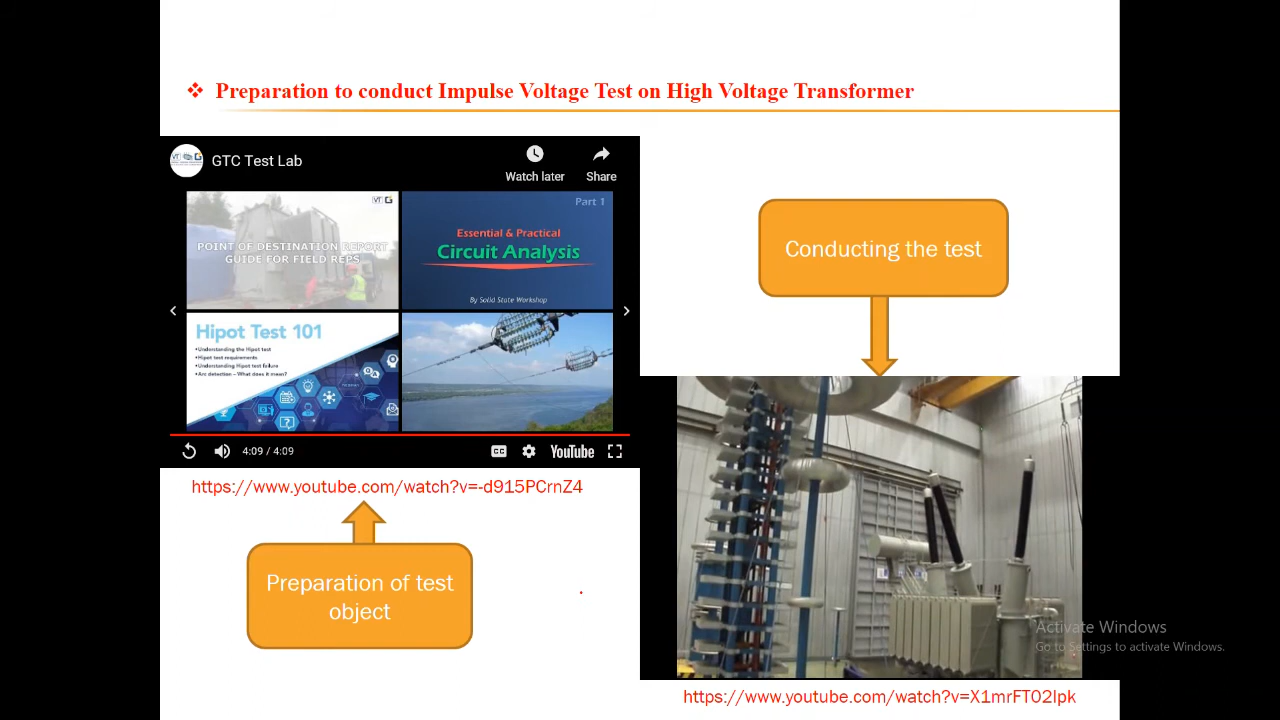 ❖ Preparation to conduct Impulse Voltage Test on High Voltage Transformer
GTC Test Lab
Watch later
Share
POINT OF DESTINATION REPORT
GUIDE FOR FIELD REPS
VT G
Part 1
Essential & Practical
Circuit Analysis
By Solid State Workshop
Hipot Test 101
•Understanding the Hipot test
•Hipot test requirements
•Understanding Hipot test failure
•Arc detection – What does it mean?
4:09 / 4:09
CC
YouTube
https://www.youtube.com/watch?v=-d915PCrnZ4
Preparation of test
object
Conducting the test
Activate Windows
Go to Settings to activate Windows.
https://www.youtube.com/watch?v=X1mrFT02lpk